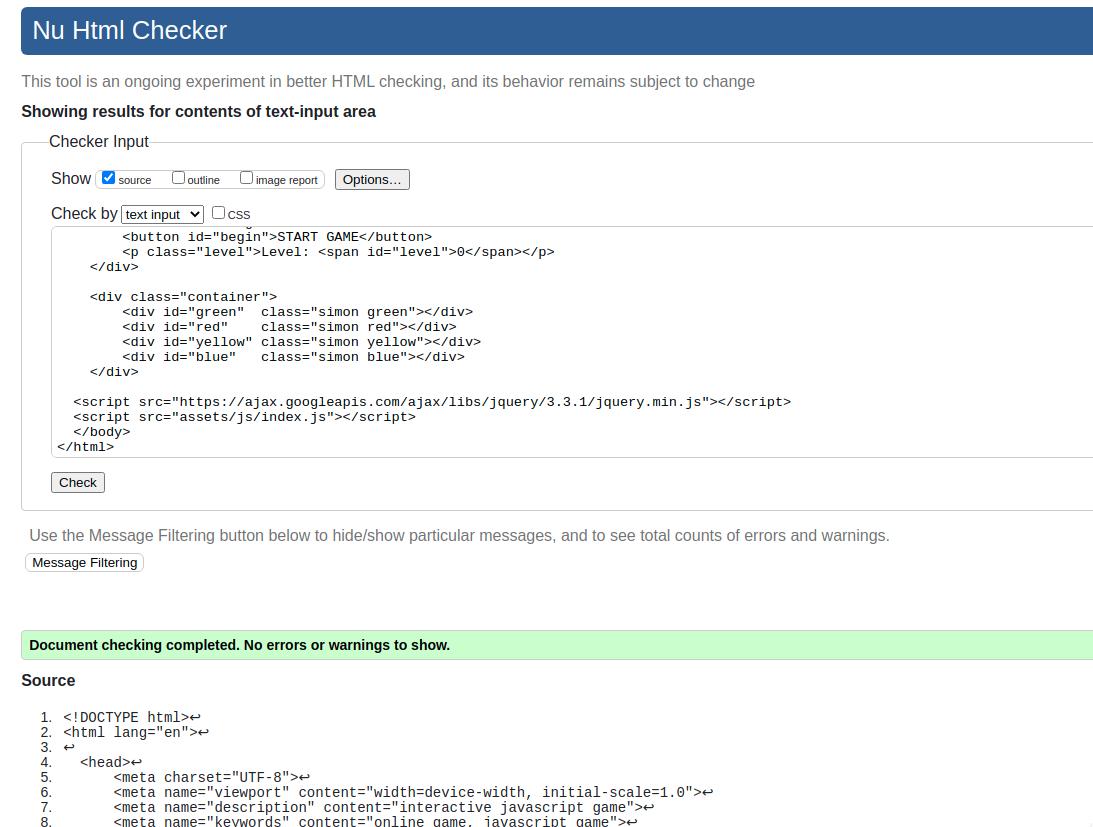 Nu Html Checker
This tool is an ongoing experiment in better HTML checking, and its behavior remains subject to change
Showing results for contents of text-input area
Checker Input
Show source outline image report Options...
Check by text input CSS
<button id="begin">START GAME</button>
<p class="level">Level: <span id="level">0</span></p>
</div>
<div class="container">
<div id="green"  class="simon green"></div>
<div id="red"    class="simon red"></div>
<div id="yellow" class="simon yellow"></div>
<div id="blue"   class="simon blue"></div>
</div>
<script src="https://ajax.googleapis.com/ajax/libs/jquery/3.3.1/jquery.min.js"></script>
<script src="assets/js/index.js"></script>
</body>
</html>
Check
Use the Message Filtering button below to hide/show particular messages, and to see total counts of errors and warnings.
Message Filtering
Document checking completed. No errors or warnings to show.
Source
1. <!DOCTYPE html>↩
2. <html lang="en">↩
3. ↩
4. <head>↩
5. <meta charset="UTF-8">↩
6. <meta name="viewport" content="width=device-width, initial-scale=1.0">↩
7. <meta name="description" content="interactive javascript game">↩
8. <meta name="keywords" content="online game, javascript game">↩